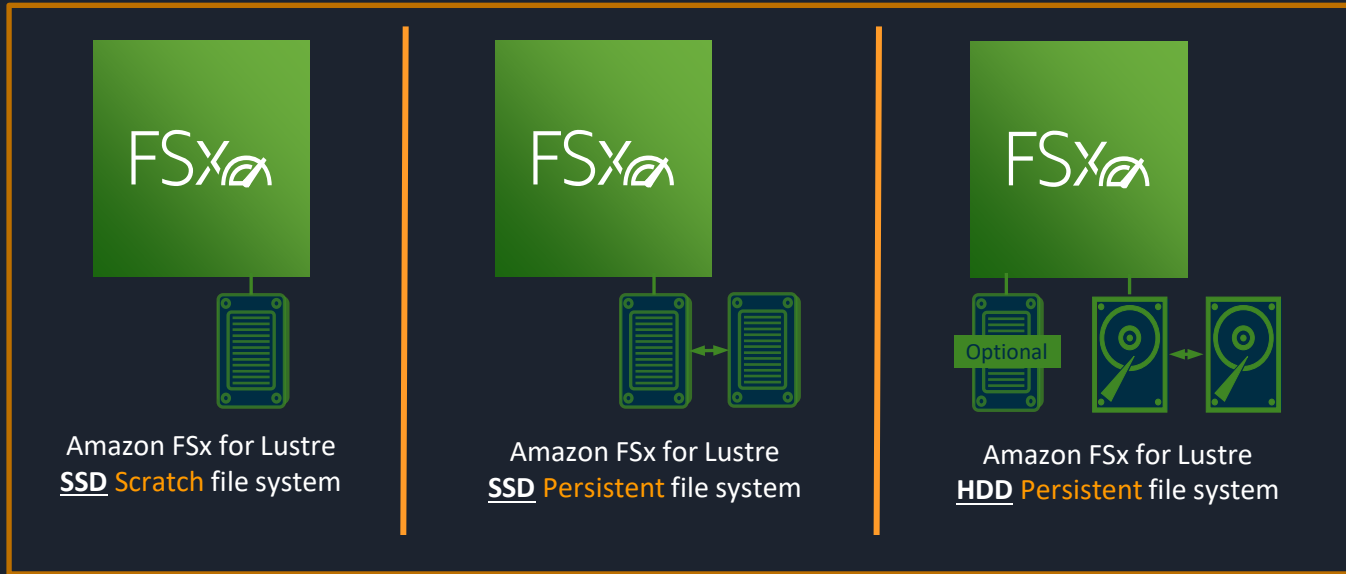 FSx
Amazon FSx for Lustre
SSD Scratch file system
FSx
Amazon FSx for Lustre
SSD Persistent file system
FSx
Optional
Amazon FSx for Lustre
HDD Persistent file system